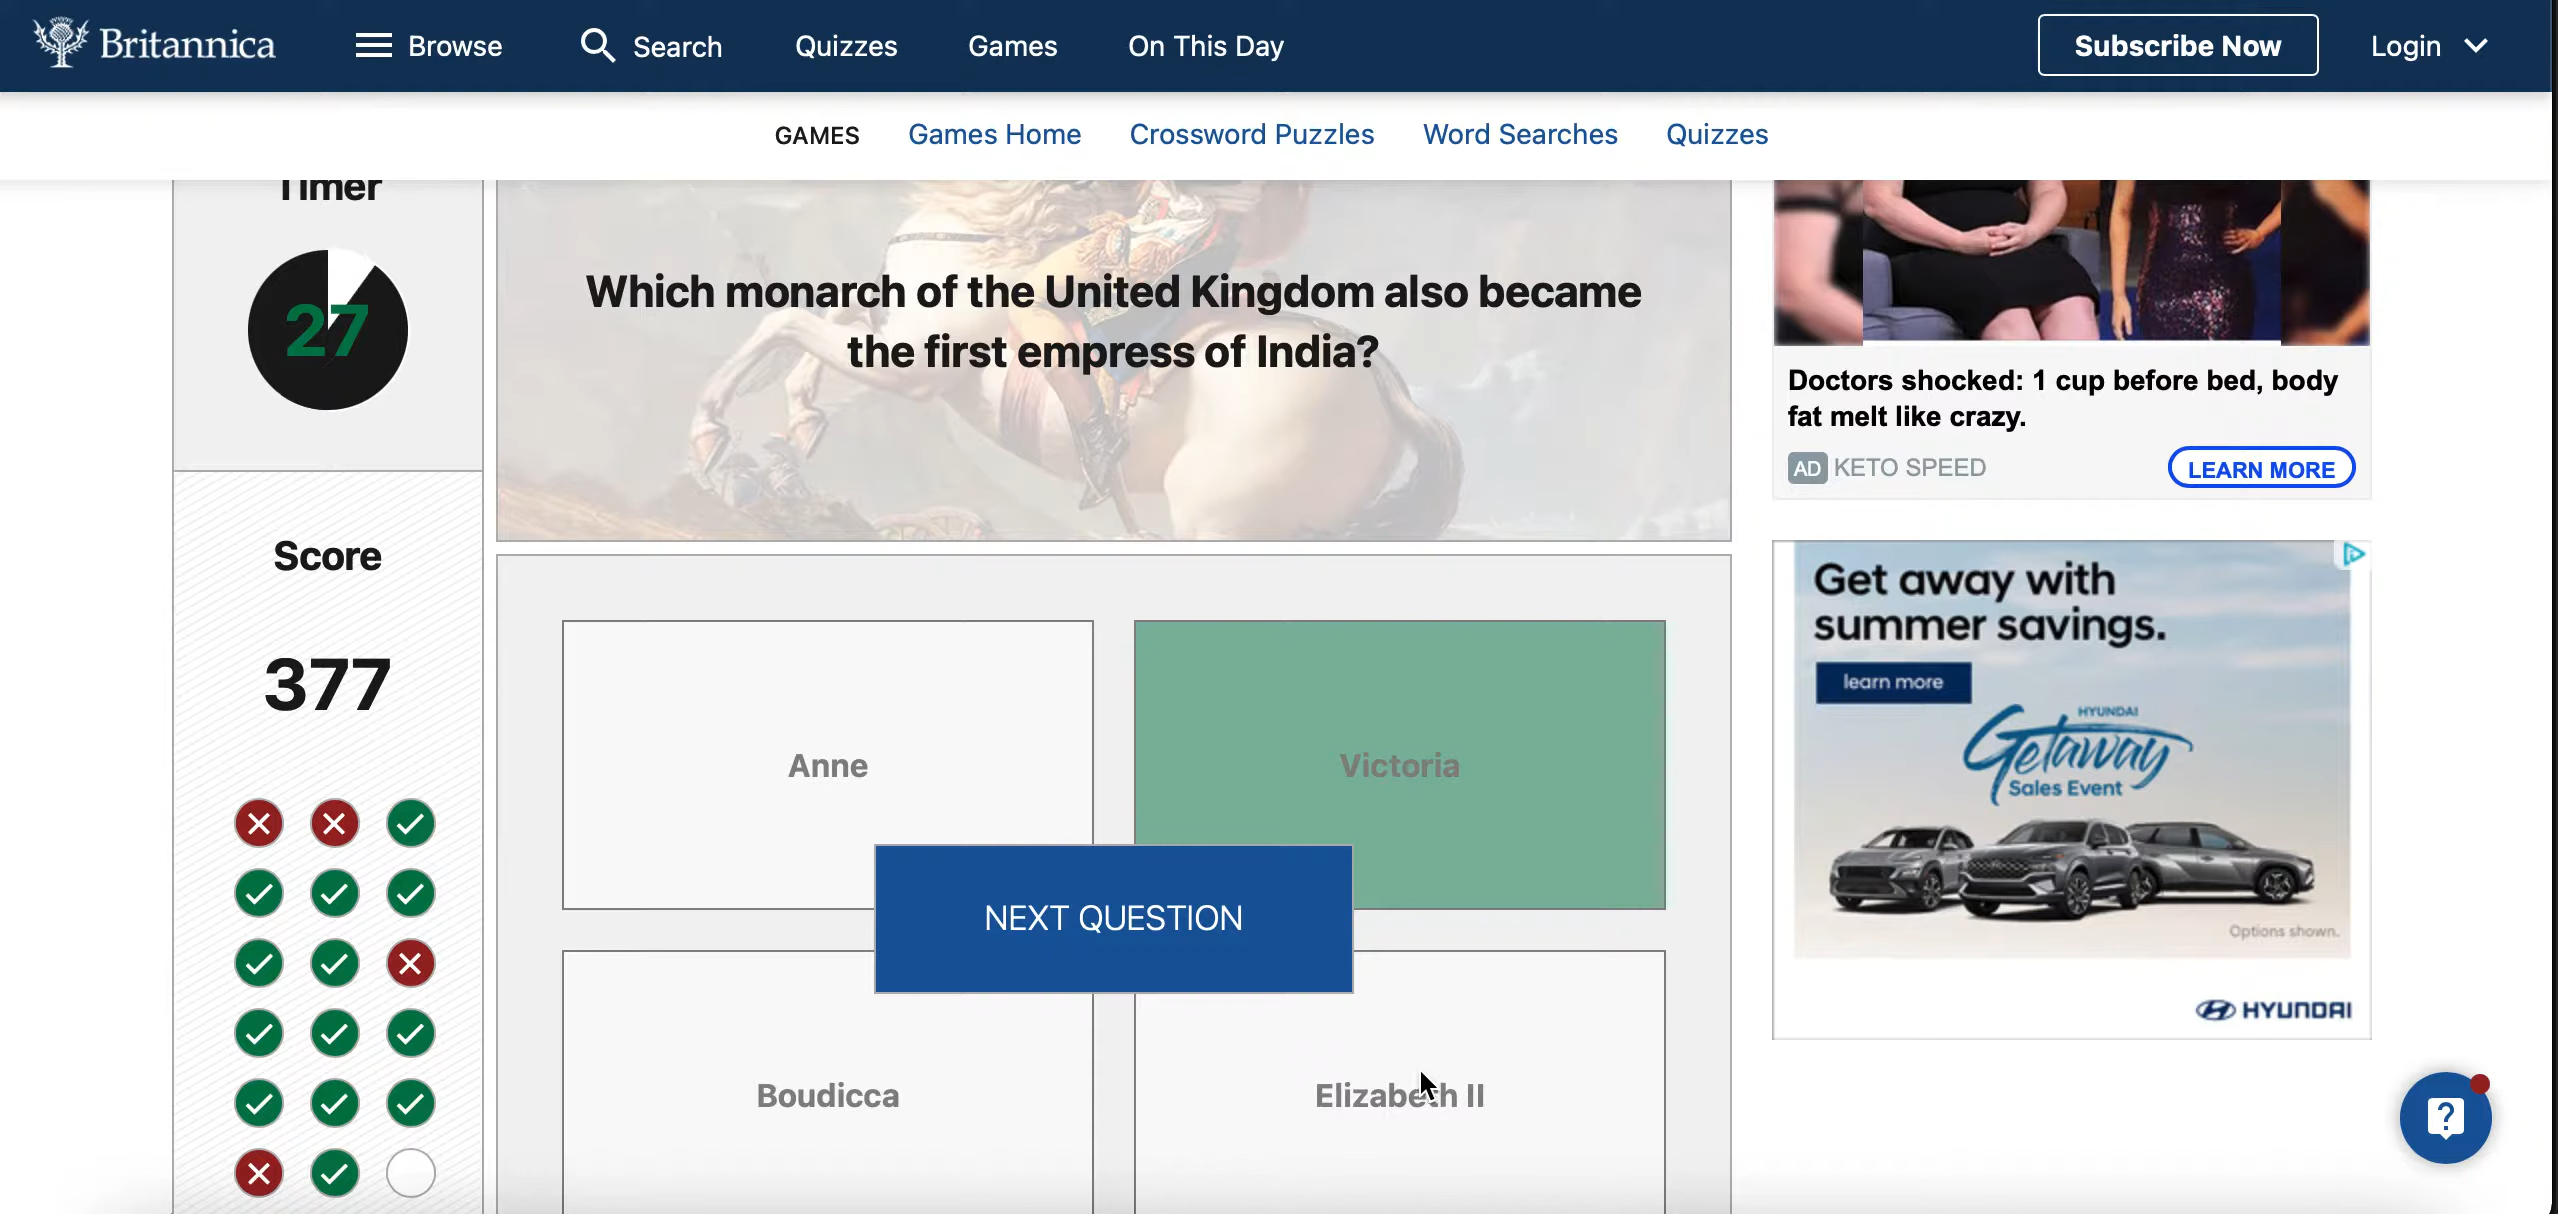 Britannica
Browse
Search
Quizzes
Games
On This Day
Subscribe Now
Login
GAMES
Games Home
Crossword Puzzles
Word Searches
Quizzes
Timer
27
Score
377
Which monarch of the United Kingdom also became
the first empress of India?
Anne
Victoria
NEXT QUESTION
Boudicca
Elizabeth II
Doctors shocked: 1 cup before bed, body
fat melt like crazy.
AD KETO SPEED
LEARN MORE
Get away with
summer savings.
learn more
HYUNDAI
Getaway
Sales Event
Options shown.
HYUNDAI
?